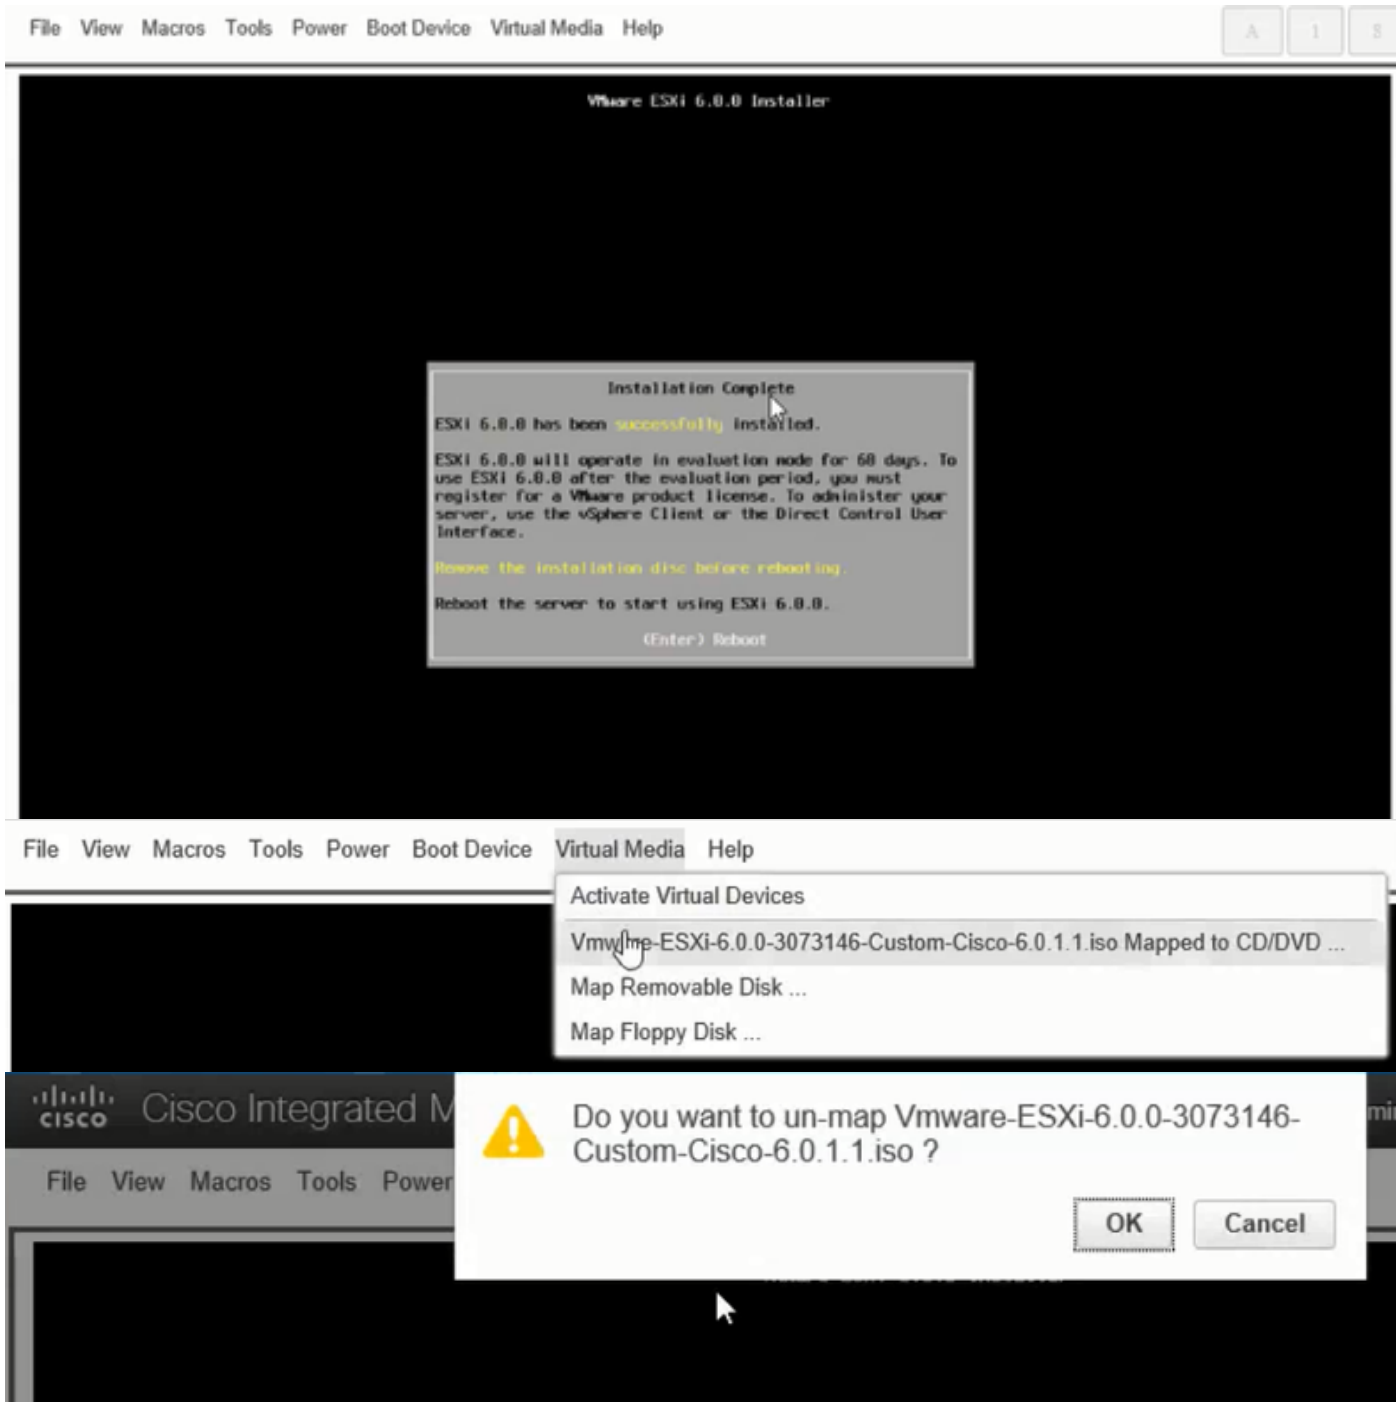 File View Macros Tools Power Boot Device Virtual Media Help
A 1 S
VMware ESXi 6.0.0 Installer
Installation Complete
ESXi 6.0.0 has been successfully installed.
ESXi 6.0.0 will operate in evaluation mode for 60 days. To
use ESXi 6.0.0 after the evaluation period, you must
register for a VMware product license. To administer your
server, use the vSphere Client or the Direct Control User
Interface.
Remove the installation disc before rebooting.
Reboot the server to start using ESXi 6.0.0.
(Enter) Reboot
File View Macros Tools Power Boot Device Virtual Media Help
Activate Virtual Devices
Vmware-ESXi-6.0.0-3073146-Custom-Cisco-6.0.1.1.iso Mapped to CD/DVD ...
Map Removable Disk ...
Map Floppy Disk ...
CISCO Cisco Integrated M
File View Macros Tools Power
Do you want to un-map Vmware-ESXi-6.0.0-3073146-
Custom-Cisco-6.0.1.1.iso ?
OK Cancel